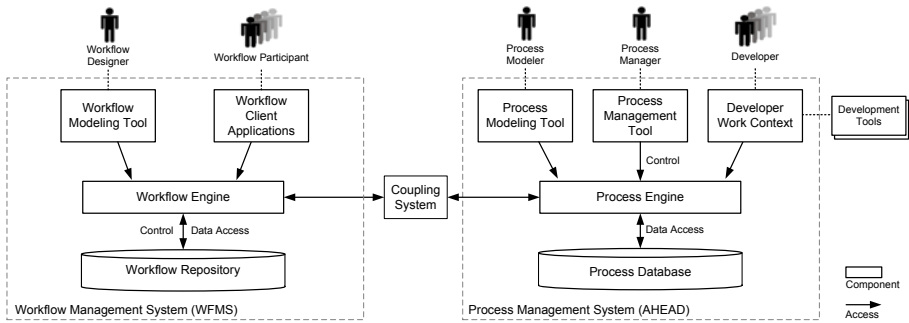 Workflow
Designer
Workflow Participant
Process
Modeler
Process
Manager
Developer
Workflow
Modeling Tool
Workflow
Client
Applications
Process
Modeling Tool
Process
Management
Tool
Developer
Work Context
Development
Tools
Control
Workflow Engine
Coupling
System
Process Engine
Control
Data Access
Data Access
Workflow Repository
Process Database
Component
Access
Workflow Management System (WFMS)
Process Management System (AHEAD)